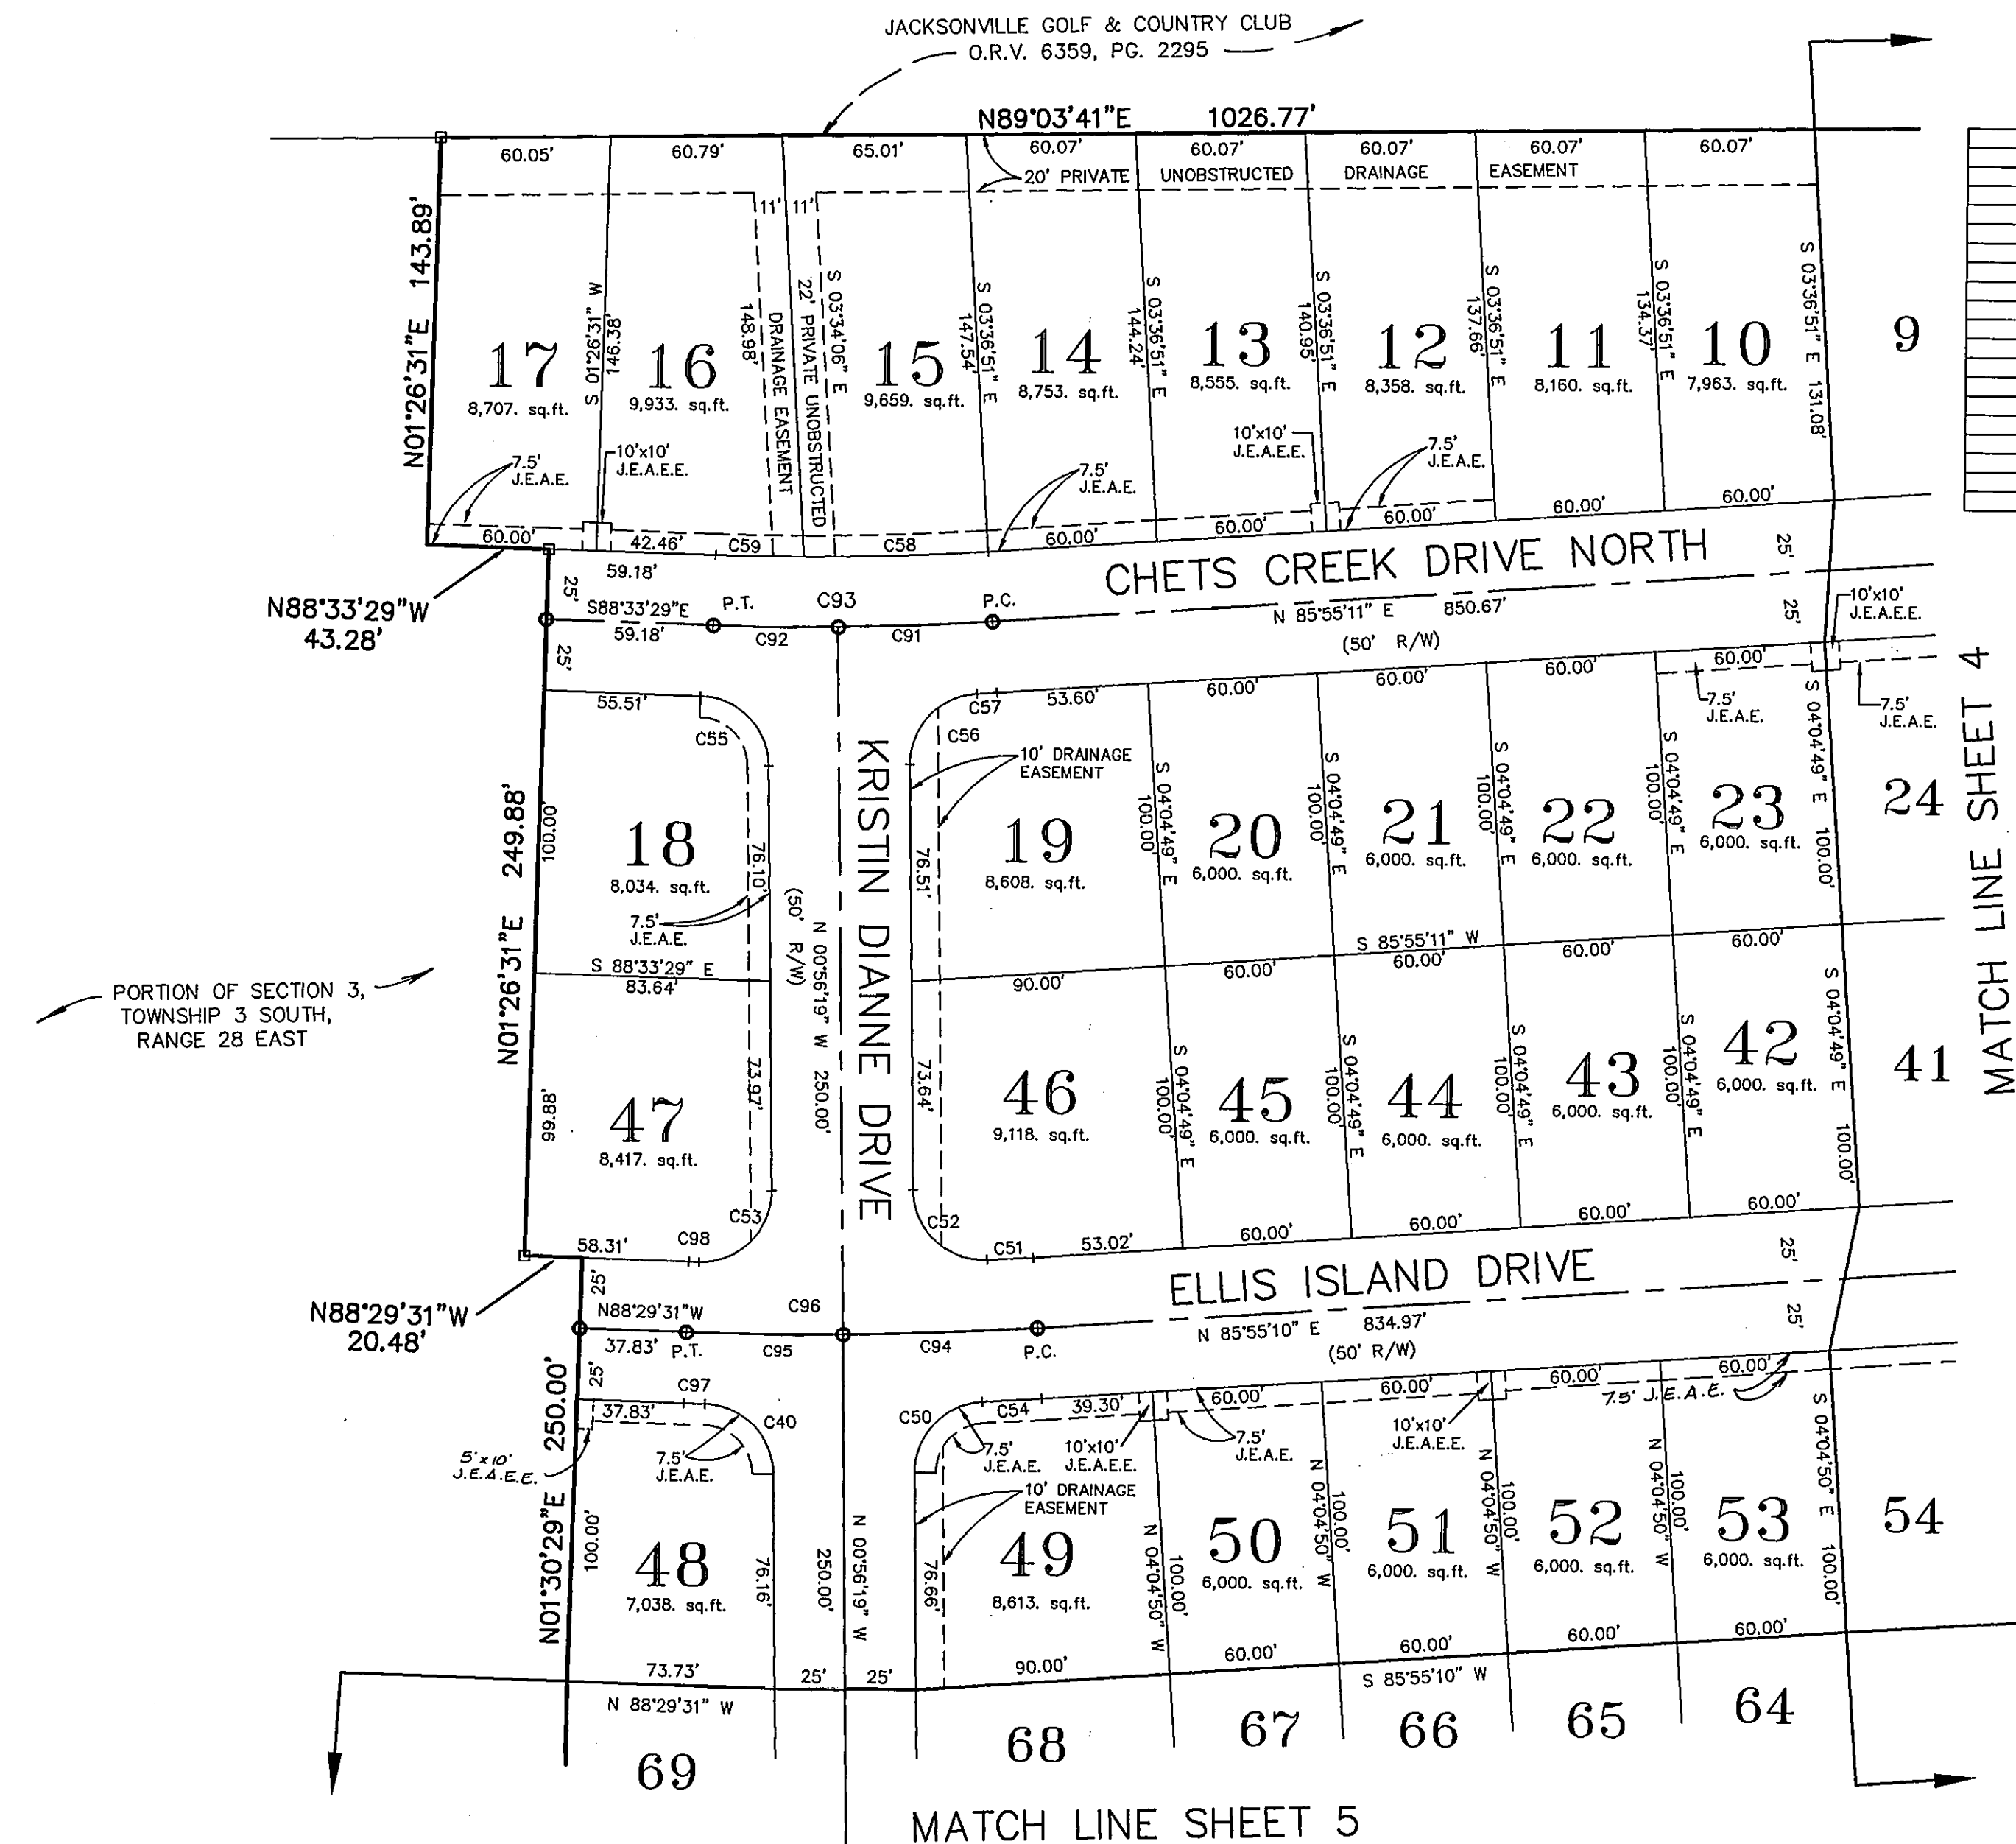 JACKSONVILLE GOLF & COUNTRY CLUB
O.R.V. 6359, PG. 2295
N89°03'41"E 1026.77'
60.05'
60.79'
65.01'
60.07'
60.07'
60.07'
60.07'
60.07'
20' PRIVATE UNOBSTRUCTED DRAINAGE EASEMENT
11'
11'
N01°26'31"E 143.89'
17
8,707. sq.ft.
S 01°26'31" W
146.38'
16
9,933. sq.ft.
148.98'
DRAINAGE EASEMENT
22' PRIVATE UNOBSTRUCTED
S 03°34'06" E
15
9,659. sq.ft.
S 03°36'51" E
147.54'
14
8,753. sq.ft.
S 03°36'51" E
144.24'
13
8,555. sq.ft.
S 03°36'51" E
140.95'
12
8,358. sq.ft.
S 03°36'51" E
137.66'
11
8,160. sq.ft.
S 03°36'51" E
134.37'
10
7,963. sq.ft.
S 03°36'51" E 131.08'
9
7.5'
J.E.A.E.
10'x10'
J.E.A.E.E.
7.5'
J.E.A.E.
10'x10'
J.E.A.E.E.
7.5'
J.E.A.E.
60.00'
42.46'
C59
C58
60.00'
60.00'
60.00'
60.00'
60.00'
N88°33'29"W
43.28'
59.18'
25'
S88°33'29"E
59.18'
P.T.
C92
C93
C91
P.C.
CHETS CREEK DRIVE NORTH
N 85°55'11" E 850.67'
(50' R/W)
25'
25'
25'
10'x10'
J.E.A.E.E.
55.51'
C55
C57
C56
53.60'
60.00'
60.00'
60.00'
60.00'
7.5'
J.E.A.E.
7.5'
J.E.A.E.
10' DRAINAGE
EASEMENT
N01°26'31"E 249.88'
100.00'
18
8,034. sq.ft.
76.10'
7.5'
J.E.A.E.
KRISTIN DIANNE DRIVE
(50' R/W)
N 00°56'19" W 250.00'
76.51'
19
8,608. sq.ft.
S 04°04'49" E
100.00'
20
6,000. sq.ft.
S 04°04'49" E
100.00'
21
6,000. sq.ft.
S 04°04'49" E
100.00'
22
6,000. sq.ft.
S 04°04'49" E
100.00'
23
6,000. sq.ft.
S 04°04'49" E 100.00'
24
MATCH LINE SHEET 4
S 88°33'29" E
83.64'
S 85°55'11" W
90.00'
60.00'
60.00'
60.00'
60.00'
PORTION OF SECTION 3,
TOWNSHIP 3 SOUTH,
RANGE 28 EAST
99.88'
47
8,417. sq.ft.
73.97'
73.64'
46
9,118. sq.ft.
S 04°04'49" E
100.00'
45
6,000. sq.ft.
S 04°04'49" E
100.00'
44
6,000. sq.ft.
S 04°04'49" E
100.00'
43
6,000. sq.ft.
S 04°04'49" E
100.00'
42
6,000. sq.ft.
S 04°04'49" E 100.00'
41
58.31'
C98
C53
C52
C51
53.02'
60.00'
60.00'
60.00'
60.00'
N88°29'31"W
20.48'
25'
N88°29'31"W
37.83'
P.T.
C95
C96
C94
P.C.
ELLIS ISLAND DRIVE
N 85°55'10" E 834.97'
(50' R/W)
25'
25'
25'
C97
37.83'
C40
C50
C54
39.30'
60.00'
60.00'
60.00'
60.00'
7.5' J.E.A.E.
5'x10'
J.E.A.E.E.
7.5'
J.E.A.E.
7.5'
J.E.A.E.
10'x10'
J.E.A.E.E.
7.5'
J.E.A.E.
10'x10'
J.E.A.E.E.
10' DRAINAGE
EASEMENT
N01°30'29"E 250.00'
100.00'
48
7,038. sq.ft.
76.16'
250.00'
N 00°56'19" W
76.66'
49
8,613. sq.ft.
N 04°04'50" W
100.00'
50
6,000. sq.ft.
N 04°04'50" W
100.00'
51
6,000. sq.ft.
N 04°04'50" W
100.00'
52
6,000. sq.ft.
N 04°04'50" W
100.00'
53
6,000. sq.ft.
S 04°04'50" E 100.00'
54
73.73'
25'
25'
90.00'
60.00'
60.00'
60.00'
60.00'
N 88°29'31" W
S 85°55'10" W
69
68
67
66
65
64
MATCH LINE SHEET 5